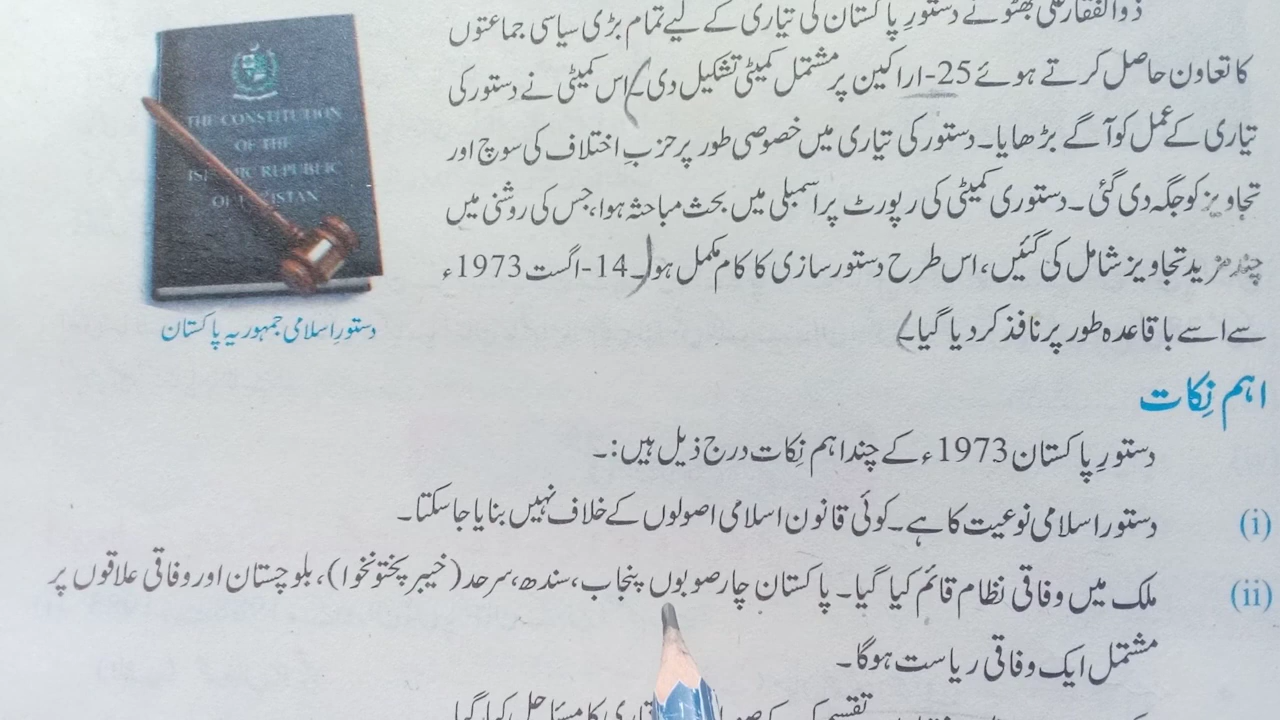 ذوالفقار علی بھٹو نے دستورِ پاکستان کی تیاری کے لیے تمام بڑی سیاسی جماعتوں
کا تعاون حاصل کرتے ہوئے 25-اراکین پر مشتمل کمیٹی تشکیل دی۔ اس کمیٹی نے دستور کی
تیاری کے عمل کو آگے بڑھایا۔ دستور کی تیاری میں خصوصی طور پر حزبِ اختلاف کی سوچ اور
تجاویز کو جگہ دی گئی۔ دستوری کمیٹی کی رپورٹ پر اسمبلی میں بحث مباحثہ ہوا، جس کی روشنی میں
چند مزید تجاویز شامل کی گئیں، اس طرح دستور سازی کا کام مکمل ہوا۔ 14-اگست 1973ء
سے اسے باقاعدہ طور پر نافذ کر دیا گیا۔
THE CONSTITUTION
OF THE
ISLAMIC REPUBLIC
OF PAKISTAN
دستورِ اسلامی جمہوریہ پاکستان
اہم نِکات
دستورِ پاکستان 1973ء کے چند اہم نِکات درج ذیل ہیں:۔
(i) دستور اسلامی نوعیت کا ہے۔ کوئی قانون اسلامی اصولوں کے خلاف نہیں بنایا جا سکتا۔
(ii) ملک میں وفاقی نظام قائم کیا گیا۔ پاکستان چار صوبوں پنجاب، سندھ، سرحد (خیبر پختونخوا)، بلوچستان اور وفاقی علاقوں پر
مشتمل ایک وفاقی ریاست ہوگا۔